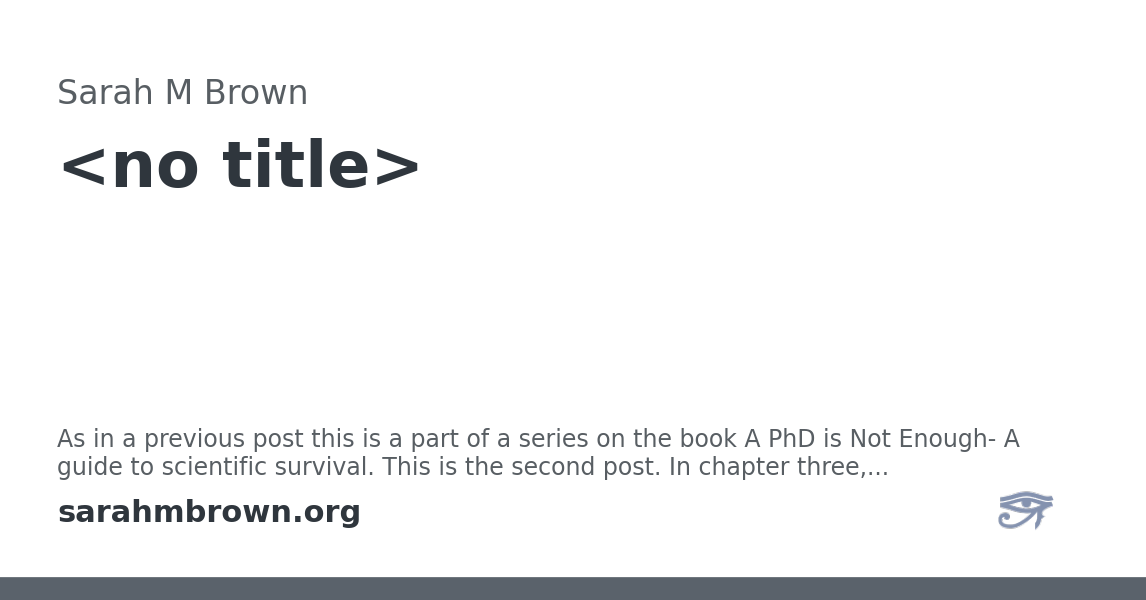 Sarah M Brown
<no title>
As in a previous post this is a part of a series on the book A PhD is Not Enough- A
guide to scientific survival. This is the second post. In chapter three,...
sarahmbrown.org